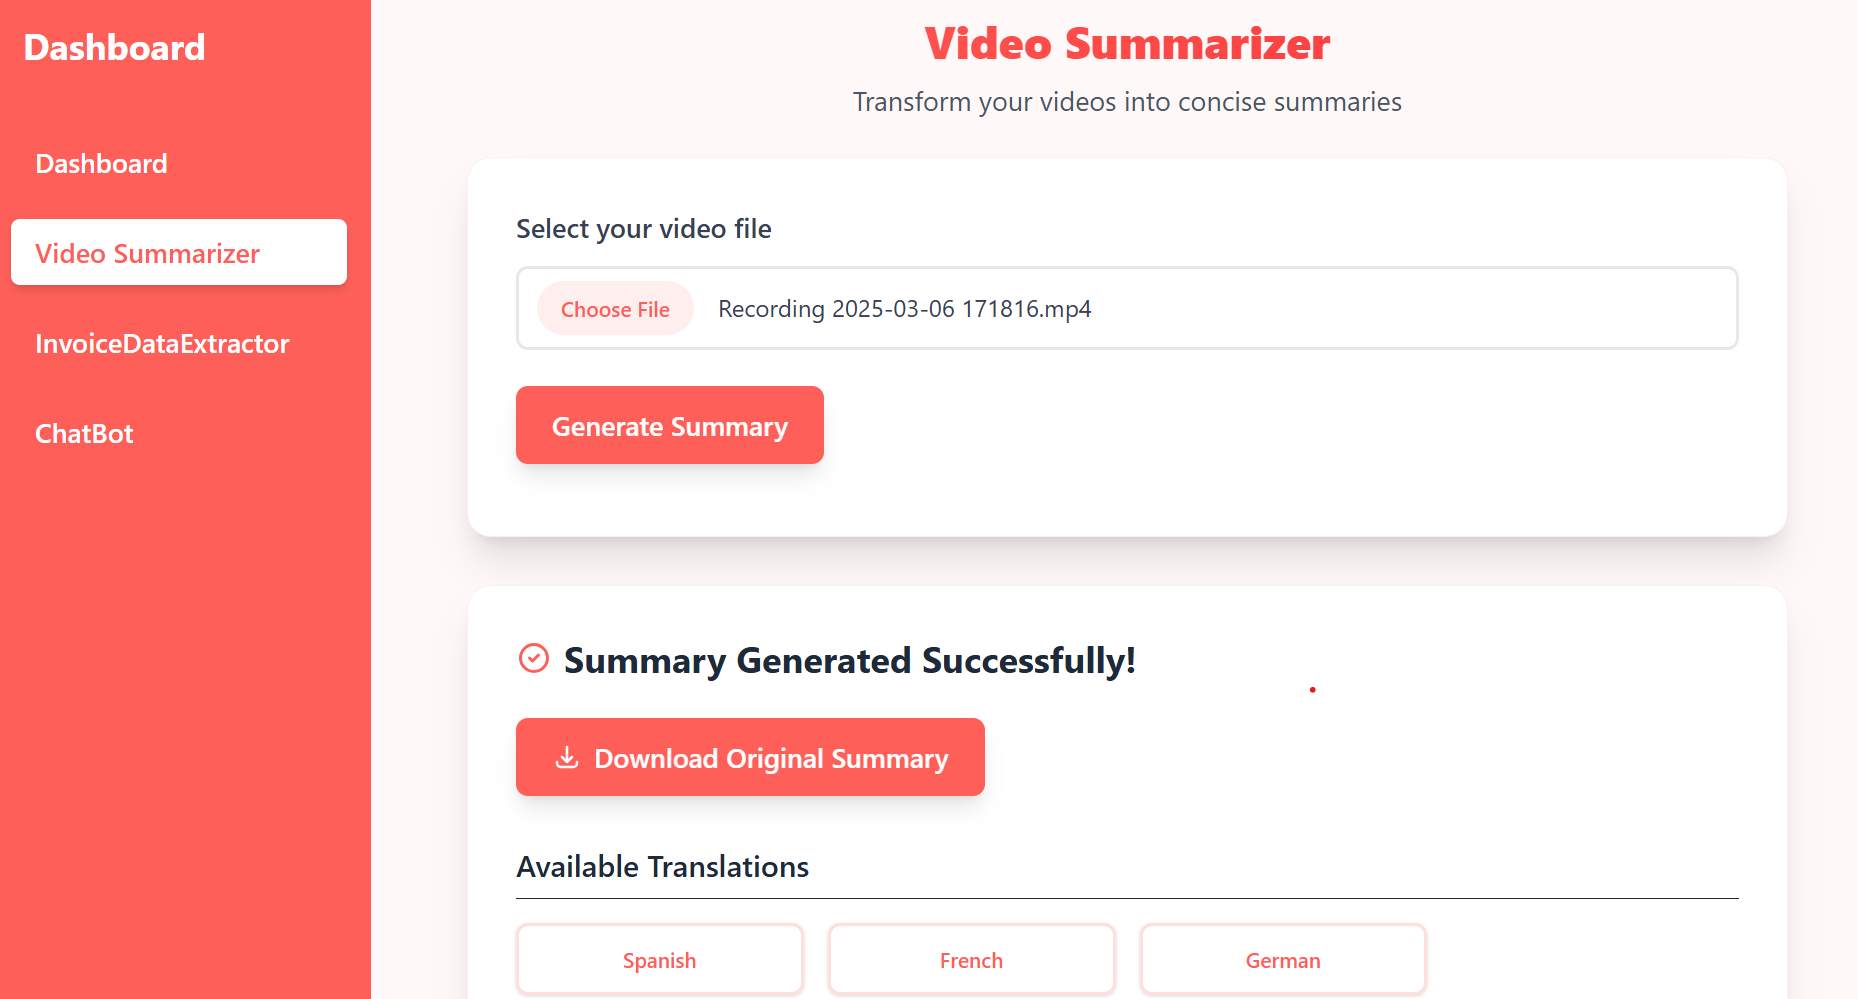 Dashboard
Dashboard
Video Summarizer
InvoiceDataExtractor
ChatBot
Video Summarizer
Transform your videos into concise summaries
Select your video file
Choose File Recording 2025-03-06 171816.mp4
Generate Summary
Summary Generated Successfully!
Download Original Summary
Available Translations
Spanish French German